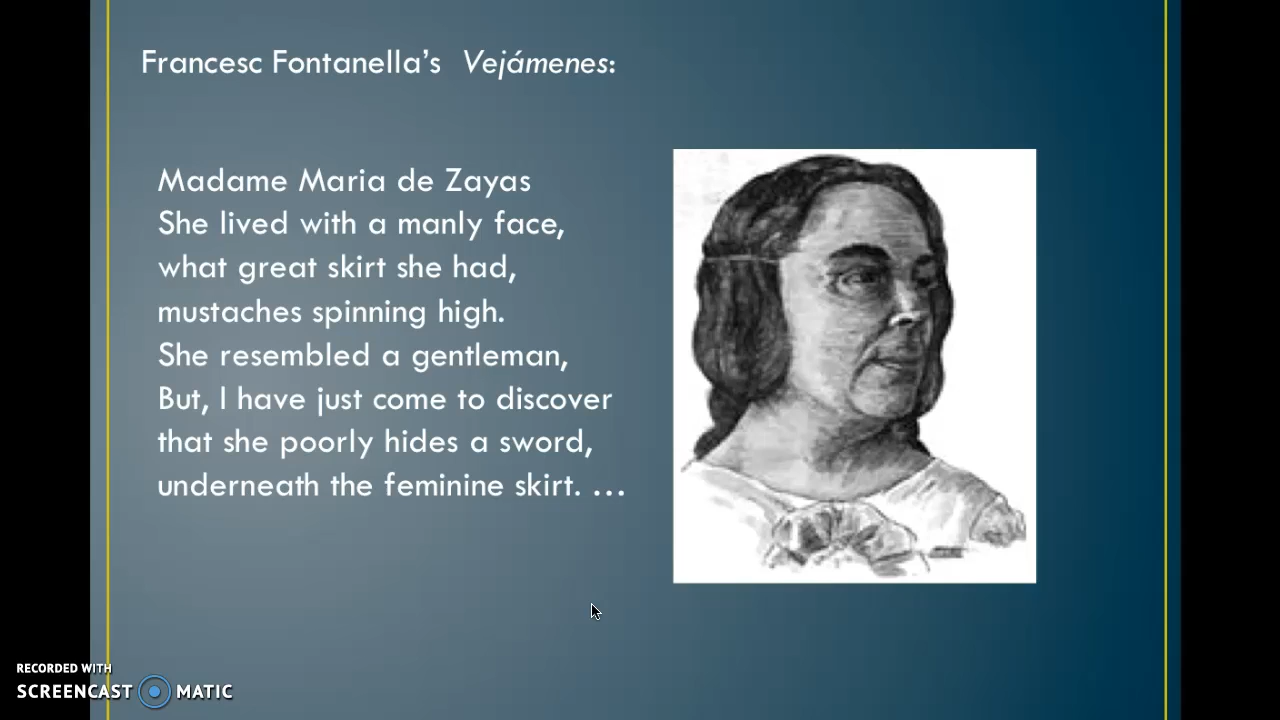 Francesc Fontanella’s Vejámenes:
Madame Maria de Zayas
She lived with a manly face,
what great skirt she had,
mustaches spinning high.
She resembled a gentleman,
But, I have just come to discover
that she poorly hides a sword,
underneath the feminine skirt. …
RECORDED WITH
SCREENCAST MATIC